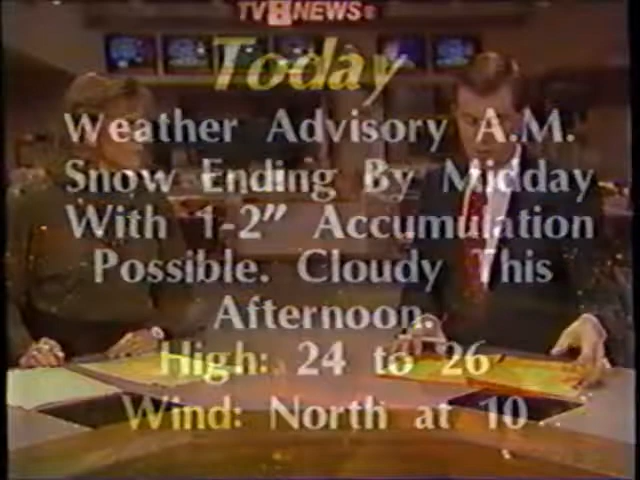 TV8 NEWS
Today
Weather Advisory A.M.
Snow Ending By Midday
With 1-2" Accumulation
Possible. Cloudy This
Afternoon.
High: 24 to 26
Wind: North at 10